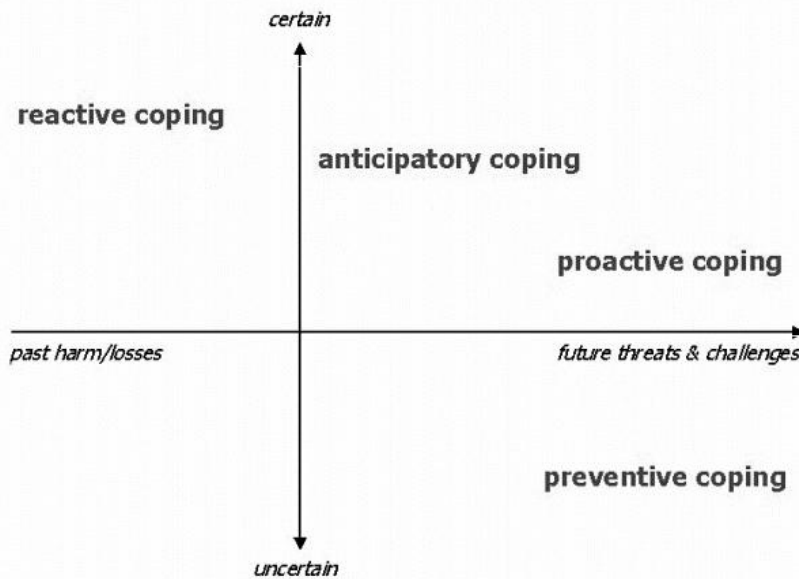 certain
reactive coping
anticipatory coping
proactive coping
past harm/losses
future threats & challenges
preventive coping
uncertain